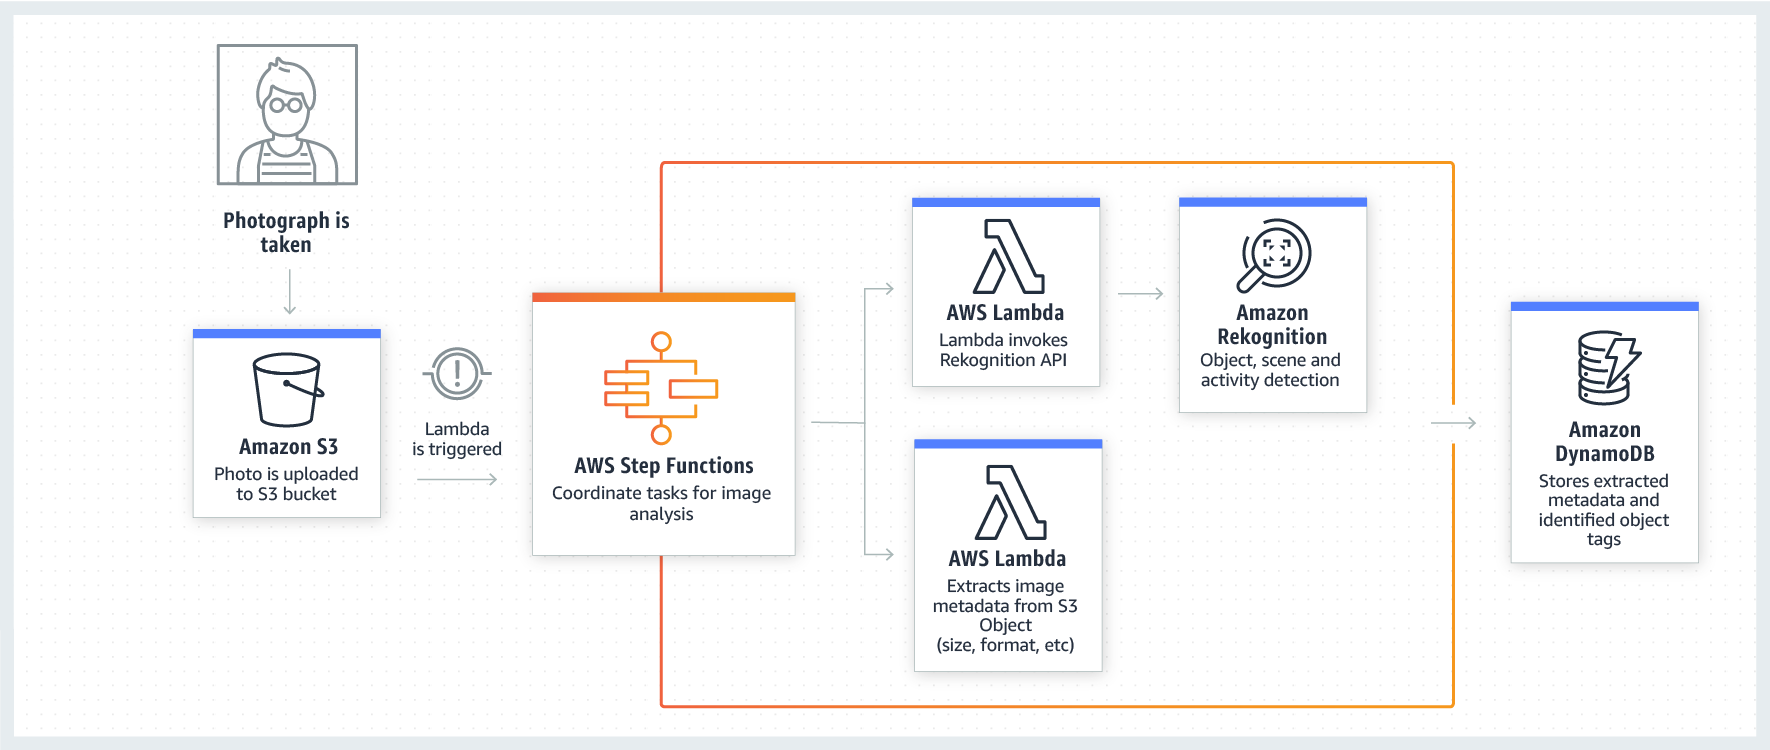 Photograph is
taken
Amazon S3
Photo is uploaded
to S3 bucket
Lambda
is triggered
AWS Step Functions
Coordinate tasks for image
analysis
AWS Lambda
Lambda invokes
Rekognition API
Amazon
Rekognition
Object, scene and
activity detection
AWS Lambda
Extracts image
metadata from S3
Object
(size, format, etc)
Amazon
DynamoDB
Stores extracted
metadata and
identified object
tags